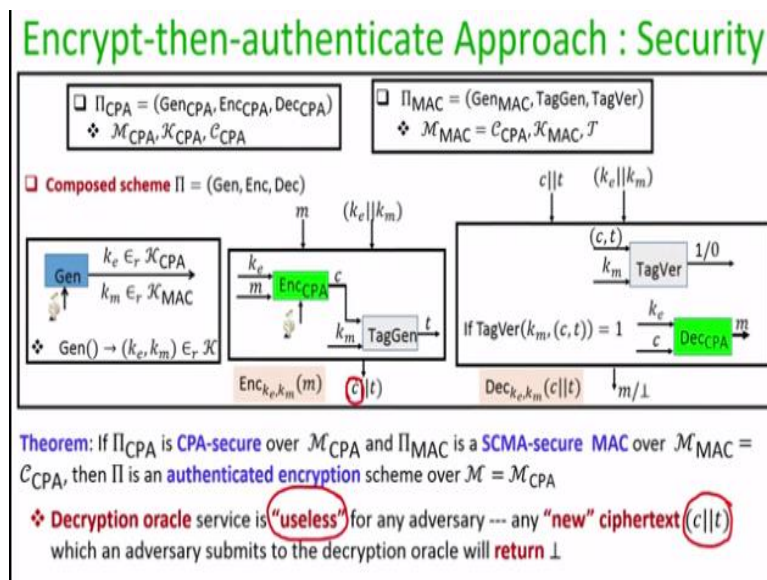 Encrypt-then-authenticate Approach : Security
❑ Π_CPA = (Gen_CPA, Enc_CPA, Dec_CPA)
❖ ℳ_CPA, 𝒦_CPA, 𝒞_CPA
❑ Π_MAC = (Gen_MAC, TagGen, TagVer)
❖ ℳ_MAC = 𝒞_CPA, 𝒦_MAC, 𝒯
❑ Composed scheme Π = (Gen, Enc, Dec)
Gen
k_e ∈_r 𝒦_CPA
k_m ∈_r 𝒦_MAC
❖ Gen() → (k_e, k_m) ∈_r 𝒦
m
(k_e||k_m)
k_e
m
Enc_CPA
c
k_m
TagGen
t
Enc_{k_e,k_m}(m)
c|t)
c||t
(k_e||k_m)
(c, t)
k_m
TagVer
1/0
If TagVer(k_m, (c, t)) = 1
k_e
c
Dec_CPA
m
Dec_{k_e,k_m}(c||t)
m/⊥
Theorem: If Π_CPA is CPA-secure over ℳ_CPA and Π_MAC is a SCMA-secure MAC over ℳ_MAC =
𝒞_CPA, then Π is an authenticated encryption scheme over ℳ = ℳ_CPA
❖ Decryption oracle service is "useless" for any adversary --- any "new" ciphertext (c||t)
which an adversary submits to the decryption oracle will return ⊥